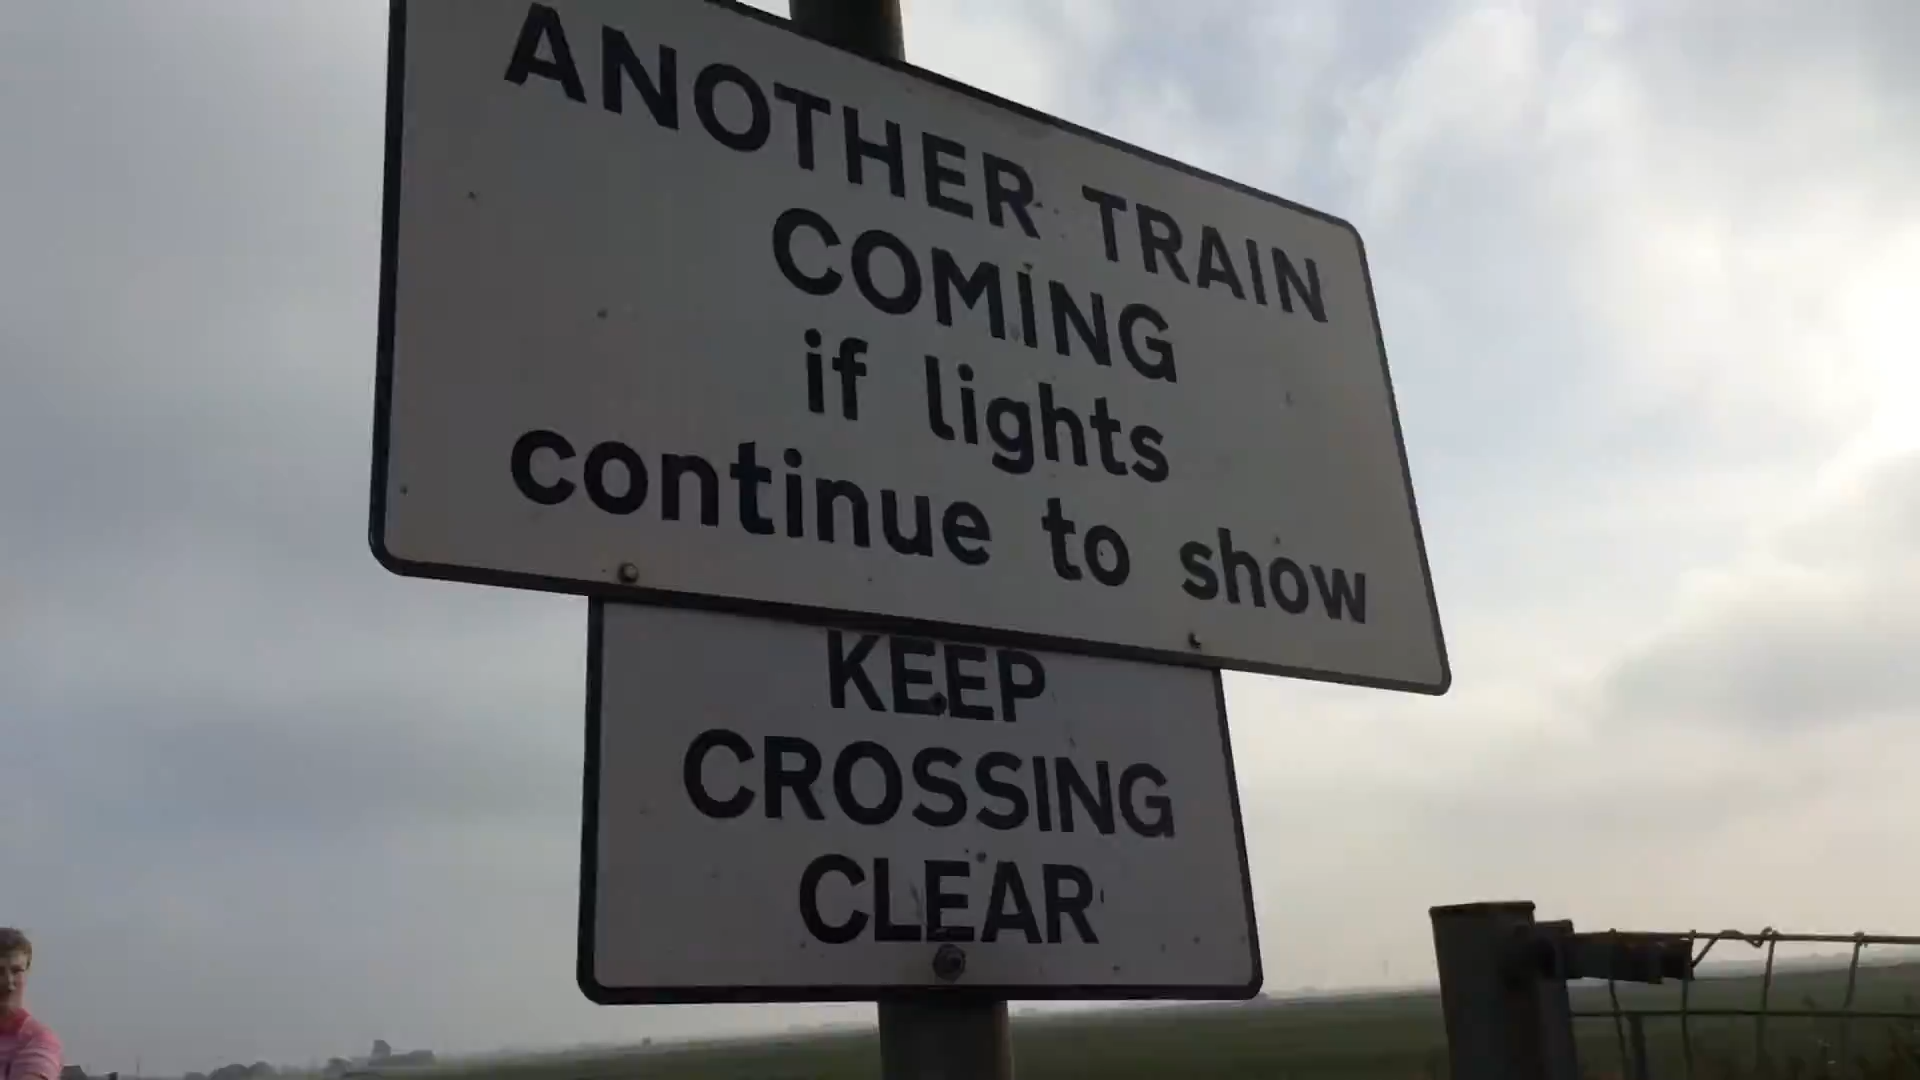 ANOTHER TRAIN
COMING
if lights
continue to show
KEEP
CROSSING
CLEAR